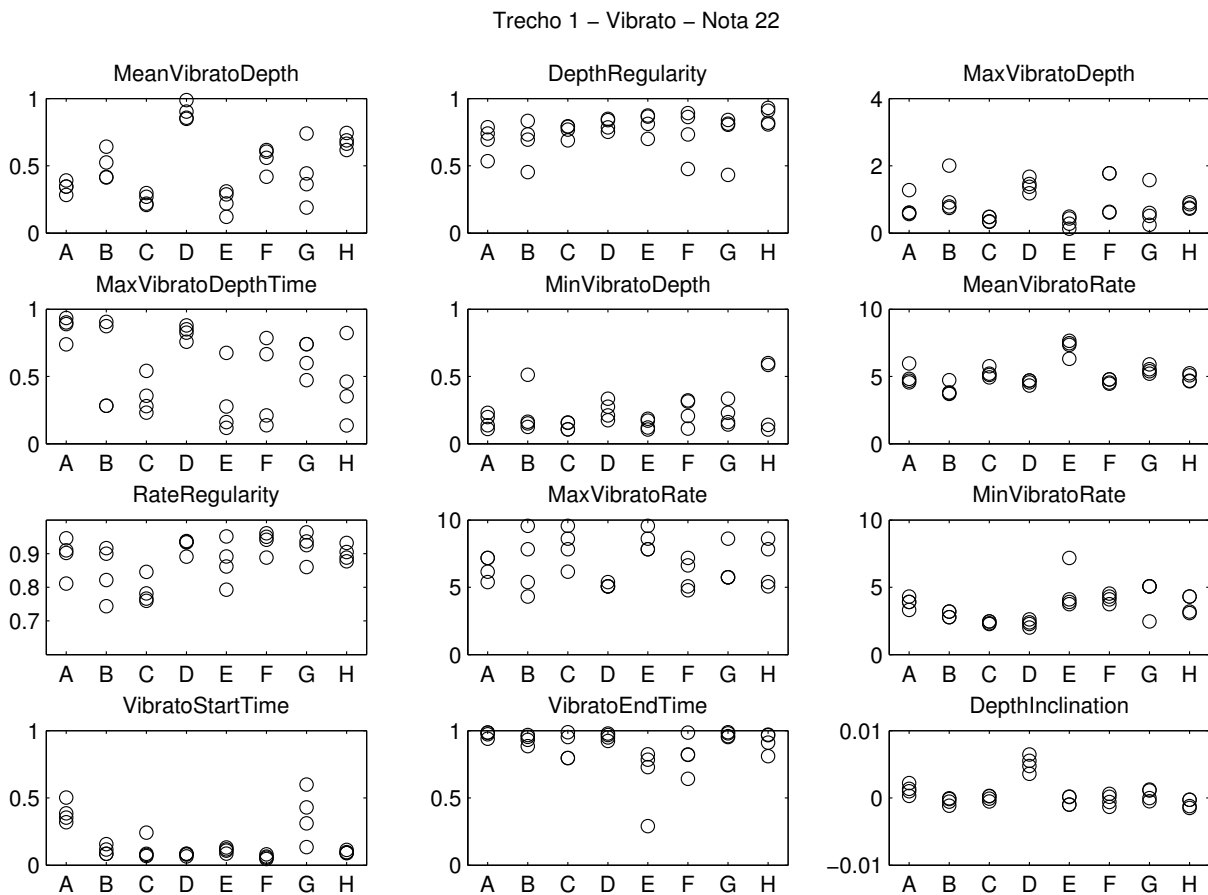 Trecho 1 − Vibrato − Nota 22
MeanVibratoDepth DepthRegularity MaxVibratoDepth
1 1 4
0.5 0.5 2
0 0 0
A B C D E F G H A B C D E F G H A B C D E F G H
MaxVibratoDepthTime MinVibratoDepth MeanVibratoRate
1 1 10
0.5 0.5 5
0 0 0
A B C D E F G H A B C D E F G H A B C D E F G H
RateRegularity MaxVibratoRate MinVibratoRate
10 10
0.9
0.8 5 5
0.7
0 0
A B C D E F G H A B C D E F G H A B C D E F G H
VibratoStartTime VibratoEndTime DepthInclination
1 1 0.01
0.5 0.5 0
0 0 −0.01
A B C D E F G H A B C D E F G H A B C D E F G H